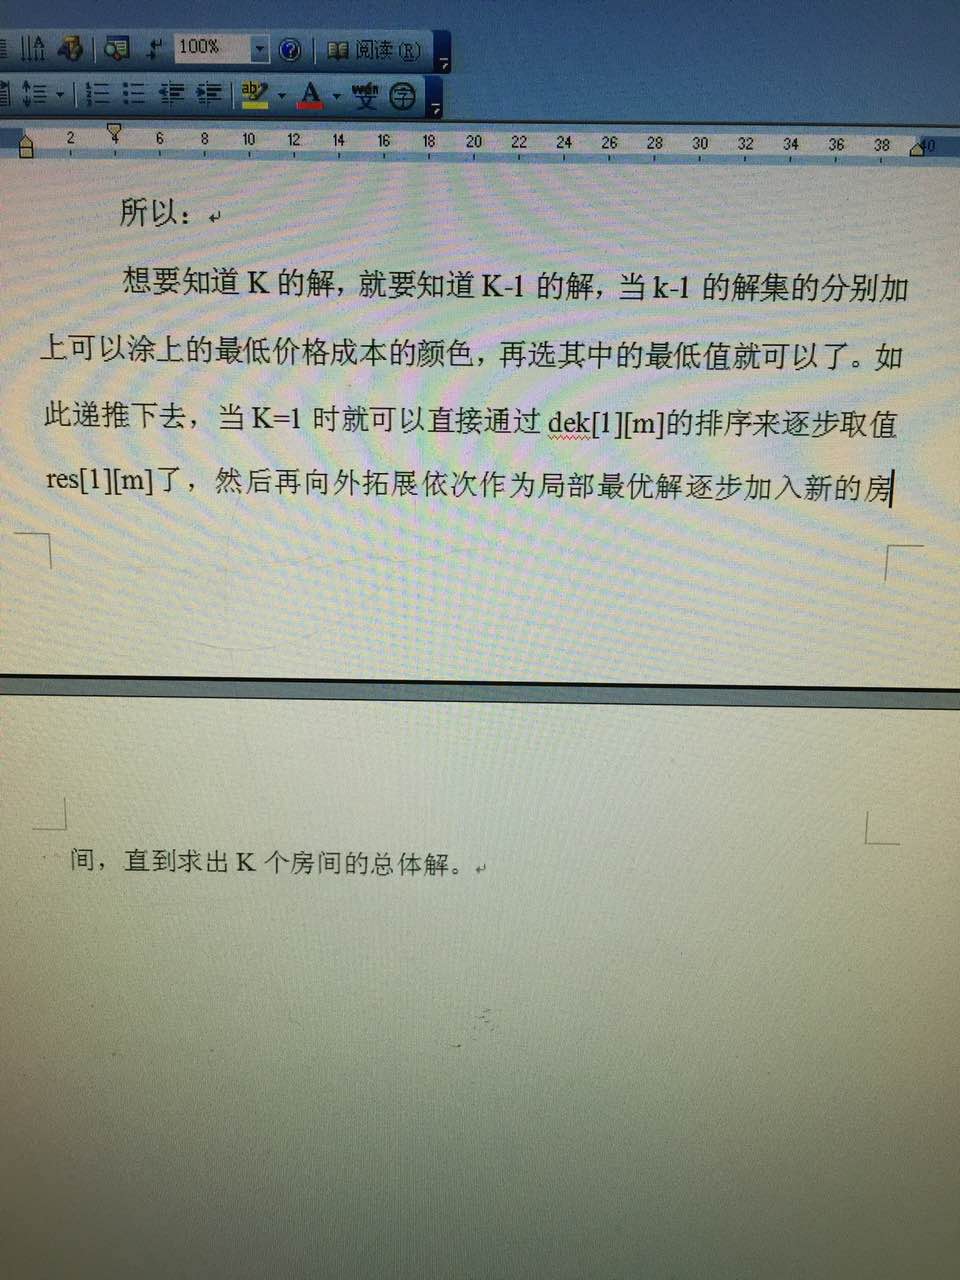 100%
阅读(R)
ab
A
wén
文
字
2 4 6 8 10 12 14 16 18 20 22 24 26 28 30 32 34 36 38 40
所以：
想要知道 K 的解，就要知道 K-1 的解，当 k-1 的解集的分别加
上可以涂上的最低价格成本的颜色，再选其中的最低值就可以了。如
此递推下去，当 K=1 时就可以直接通过 dek[1][m]的排序来逐步取值
res[1][m]了，然后再向外拓展依次作为局部最优解逐步加入新的房
间，直到求出 K 个房间的总体解。